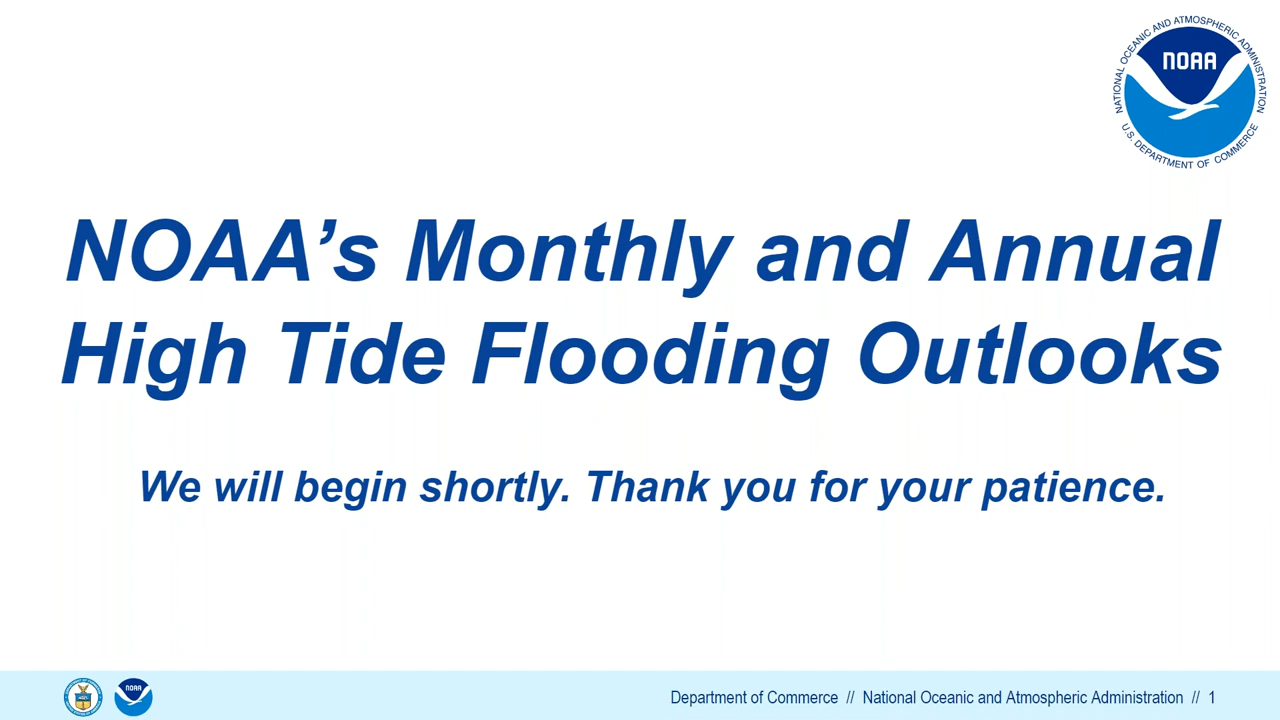 NATIONAL OCEANIC AND ATMOSPHERIC ADMINISTRATION
NOAA
U.S. DEPARTMENT OF COMMERCE
NOAA's Monthly and Annual
High Tide Flooding Outlooks
We will begin shortly. Thank you for your patience.
NOAA
Department of Commerce // National Oceanic and Atmospheric Administration // 1